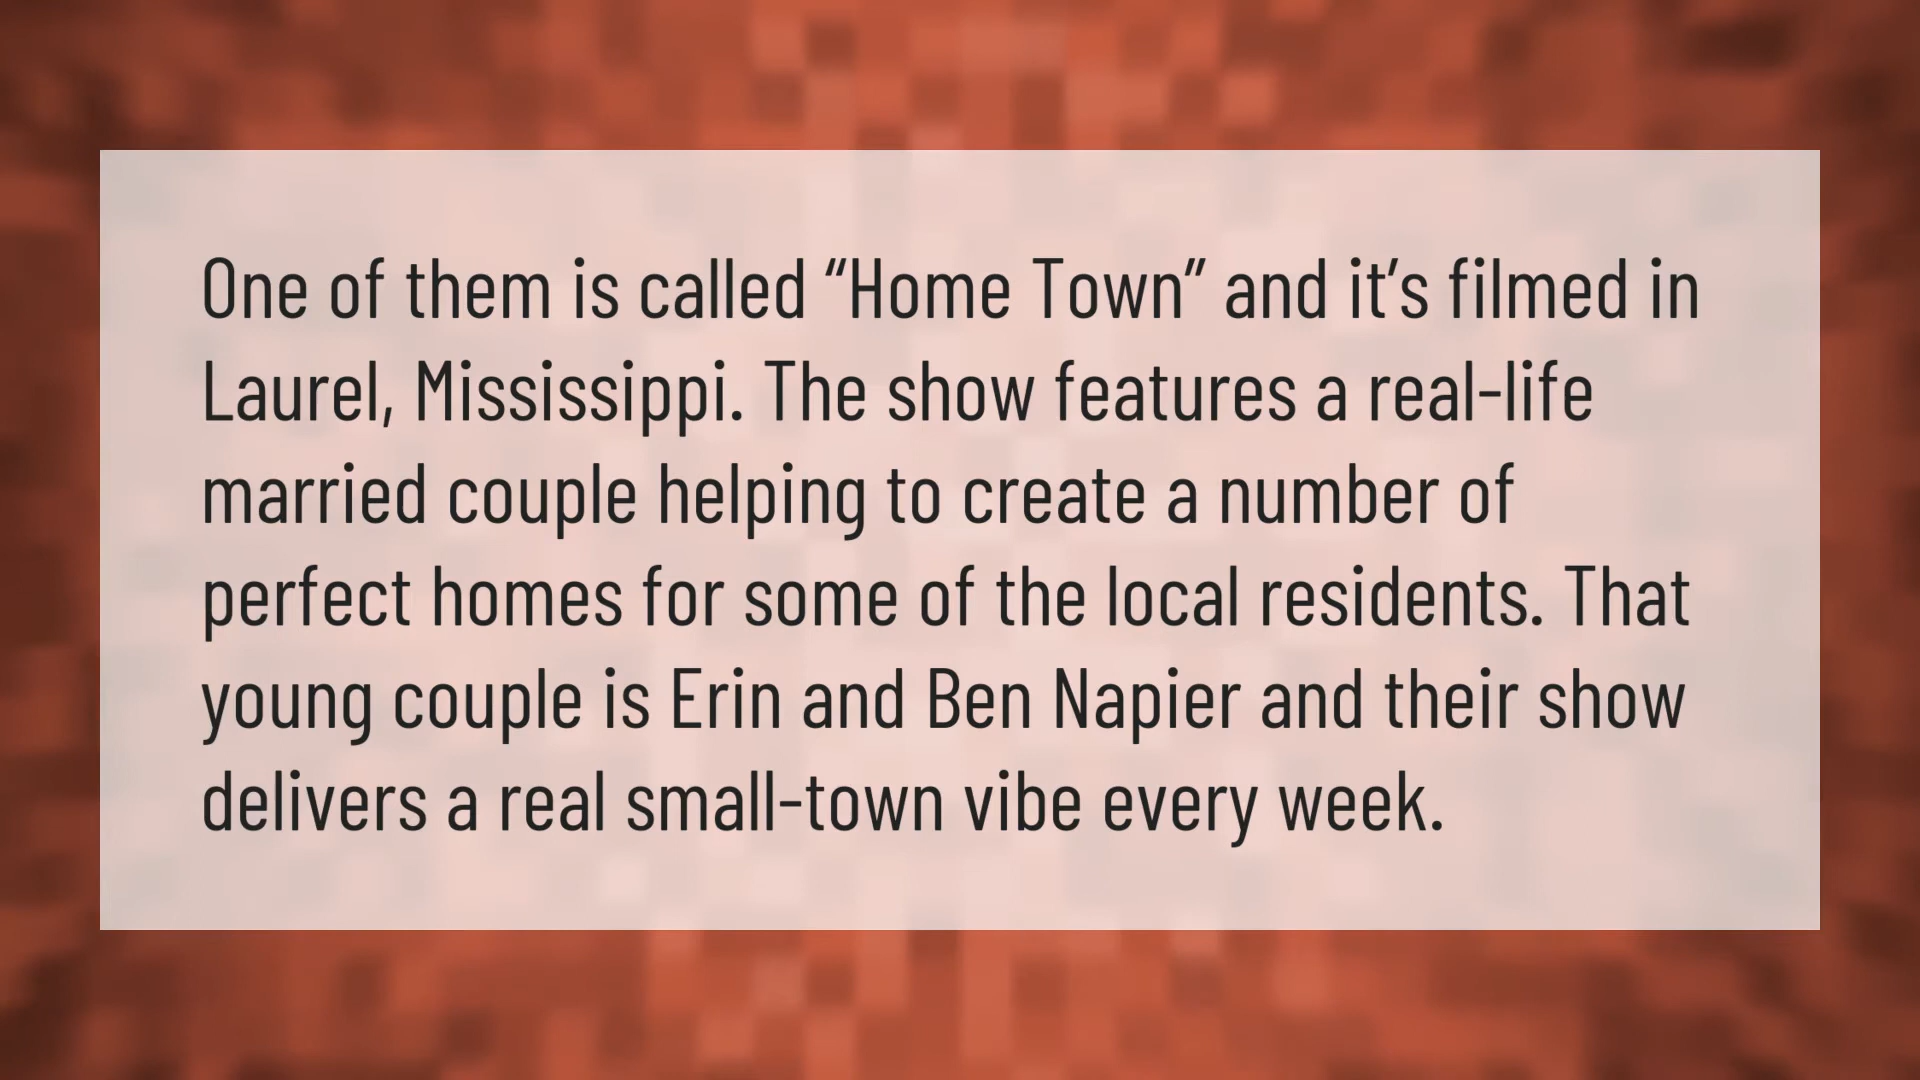 One of them is called “Home Town” and it’s filmed in
Laurel, Mississippi. The show features a real-life
married couple helping to create a number of
perfect homes for some of the local residents. That
young couple is Erin and Ben Napier and their show
delivers a real small-town vibe every week.